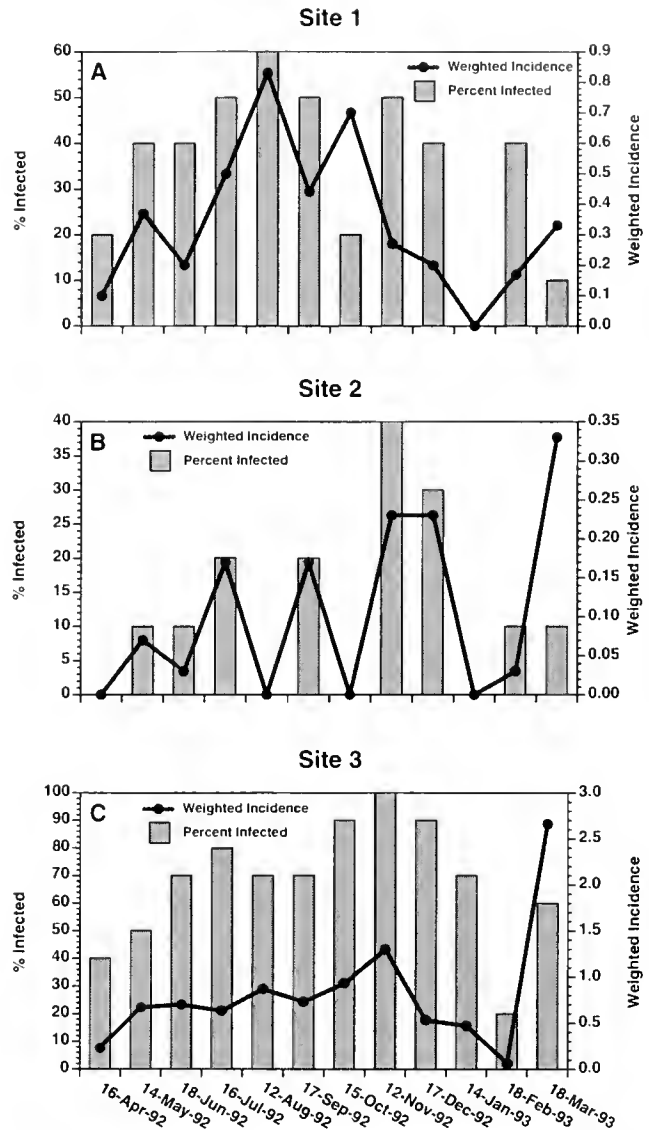 Site 1
A
Weighted Incidence
Percent Infected
% Infected
60
50
40
30
20
10
0
0.9
0.8
0.7
0.6
0.5
0.4
0.3
0.2
0.1
0.0
Weighted Incidence
Site 2
B
Weighted Incidence
Percent Infected
% Infected
40
35
30
25
20
15
10
5
0
0.35
0.30
0.25
0.20
0.15
0.10
0.05
0.00
Weighted Incidence
Site 3
C
Weighted Incidence
Percent Infected
% Infected
100
90
80
70
60
50
40
30
20
10
0
3.0
2.5
2.0
1.5
1.0
0.5
0.0
Weighted Incidence
16-Apr-92
14-May-92
18-Jun-92
16-Jul-92
12-Aug-92
17-Sep-92
15-Oct-92
12-Nov-92
17-Dec-92
14-Jan-93
18-Feb-93
18-Mar-93